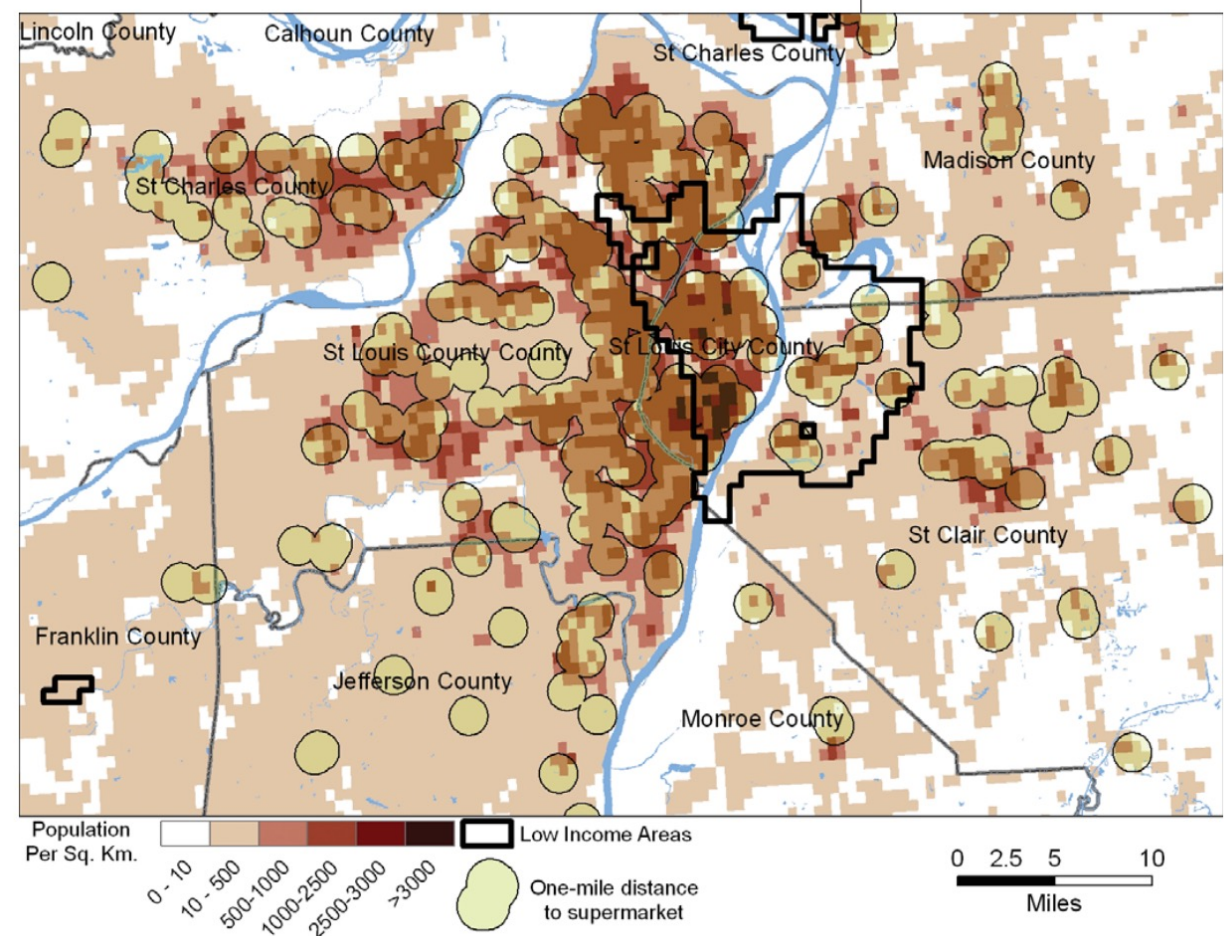 Lincoln County
Calhoun County
St Charles County
Madison County
St Charles County
St Louis County County
St Louis City County
St Clair County
Franklin County
Jefferson County
Monroe County
Population
Per Sq. Km.
0 - 10
10 - 500
500-1000
1000-2500
2500-3000
>3000
Low Income Areas
One-mile distance
to supermarket
0 2.5 5 10
Miles